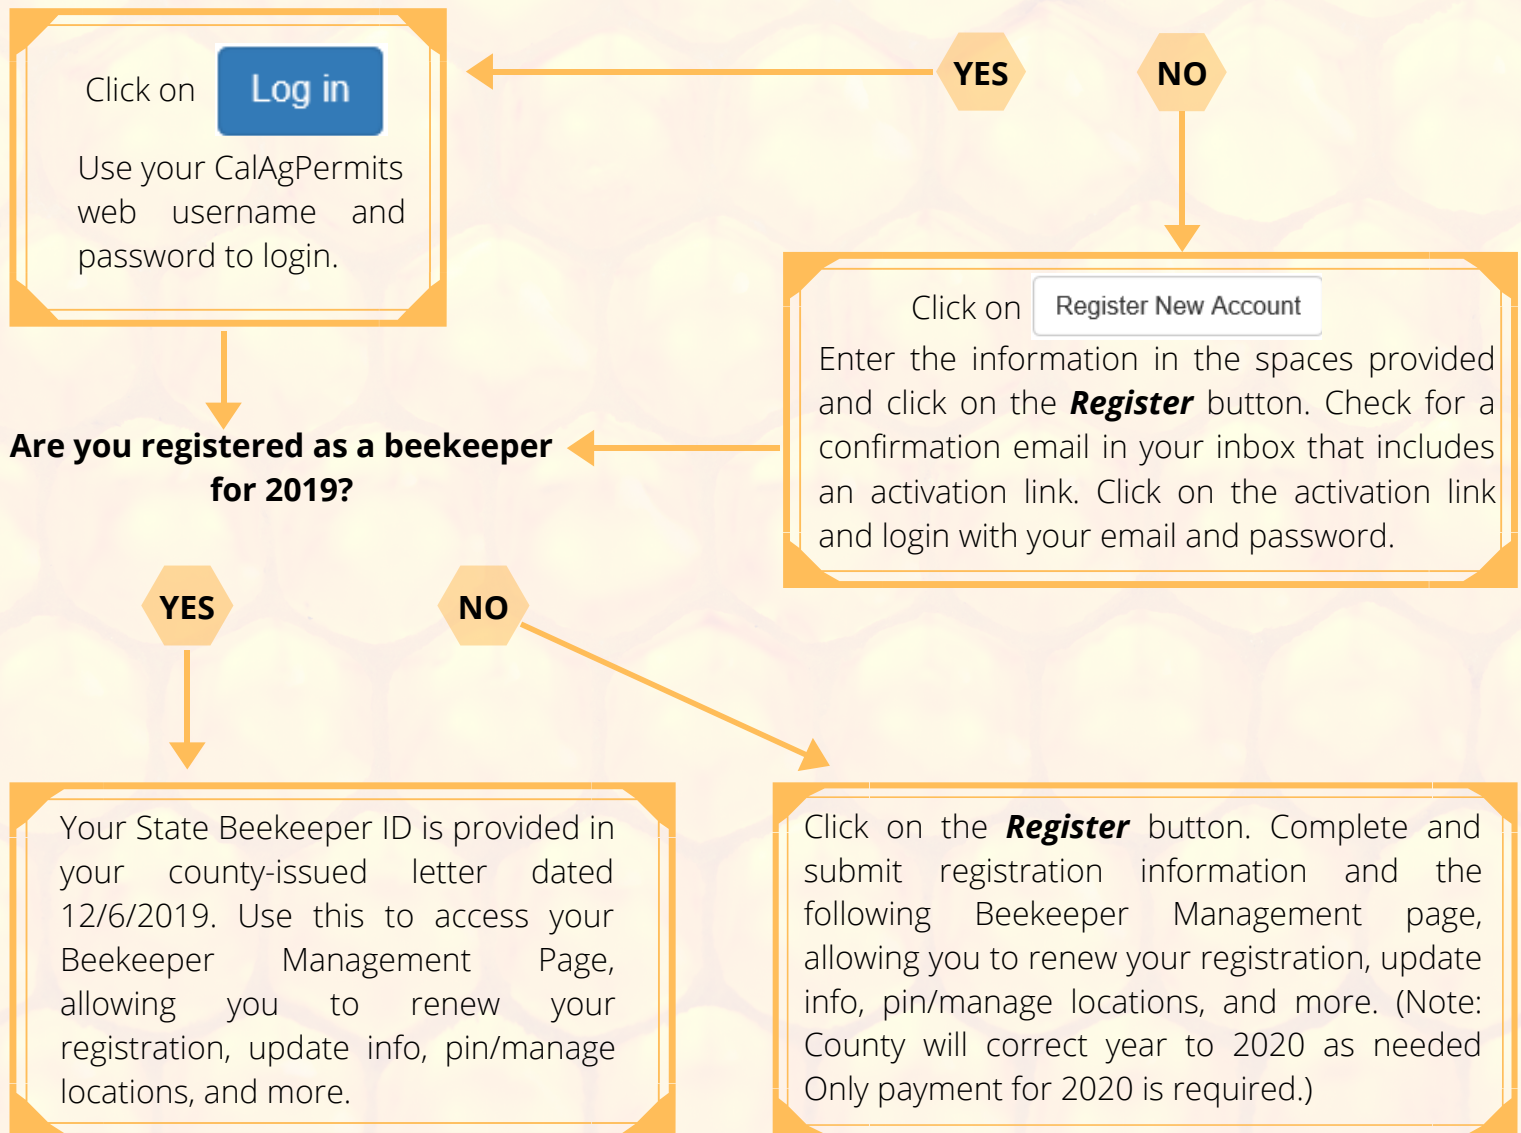 YES
NO
Click on Log in
Use your CalAgPermits
web username and
password to login.
Click on Register New Account
Enter the information in the spaces provided
and click on the Register button. Check for a
confirmation email in your inbox that includes
an activation link. Click on the activation link
and login with your email and password.
Are you registered as a beekeeper
for 2019?
YES
NO
Your State Beekeeper ID is provided in
your county-issued letter dated
12/6/2019. Use this to access your
Beekeeper Management Page,
allowing you to renew your
registration, update info, pin/manage
locations, and more.
Click on the Register button. Complete and
submit registration information and the
following Beekeeper Management page,
allowing you to renew your registration, update
info, pin/manage locations, and more. (Note:
County will correct year to 2020 as needed
Only payment for 2020 is required.)